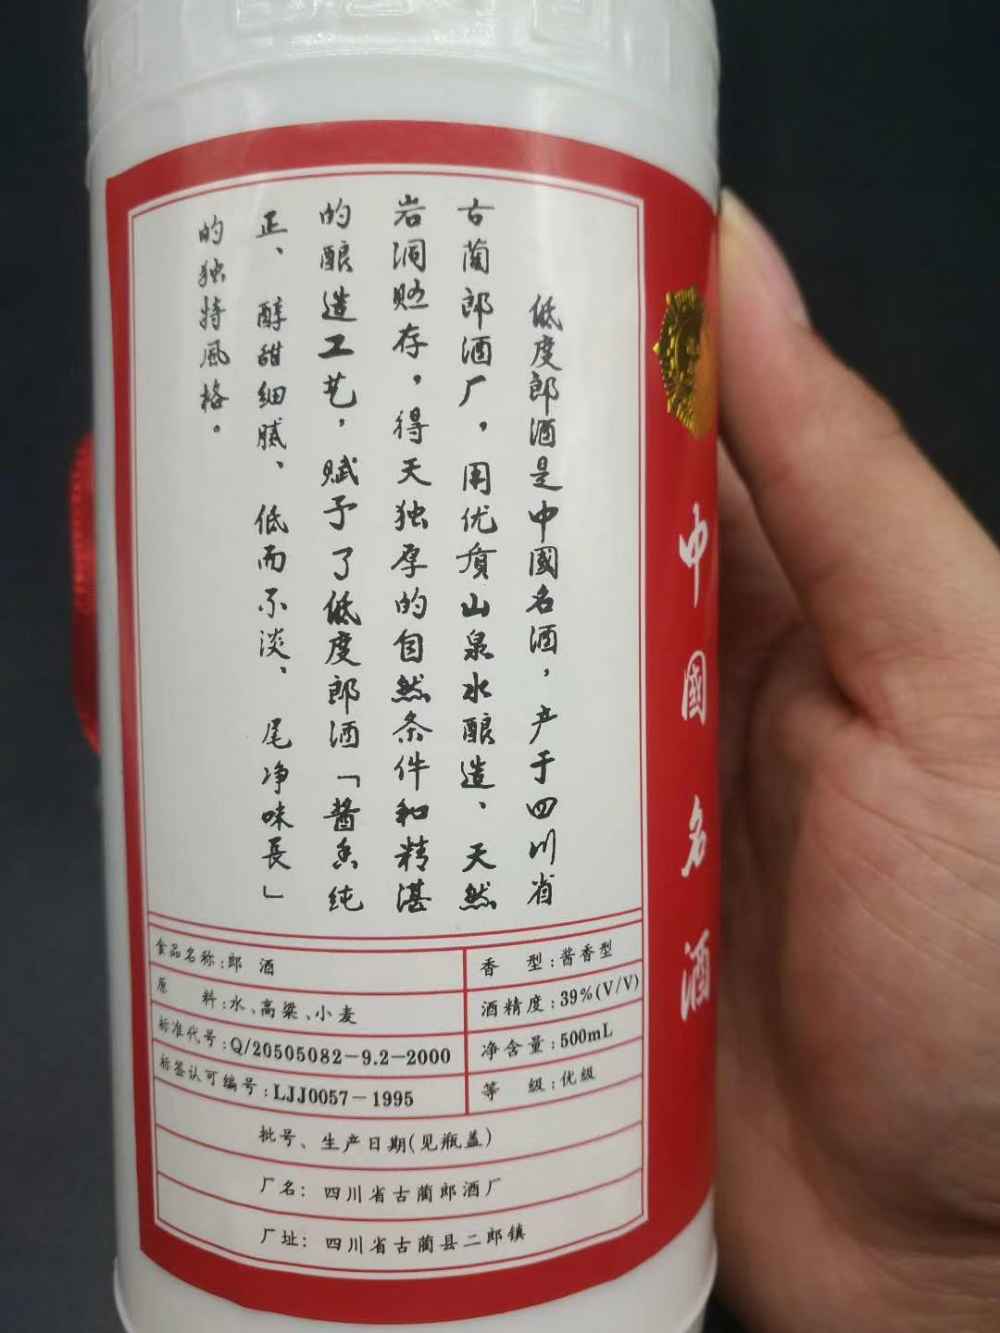 低度郎酒是中國名酒，产于四川省
古蔺郎酒厂，用优质山泉水酿造、天然
岩洞贮存，得天独厚的自然条件和精湛
的酿造工艺，赋予了低度郎酒「酱香纯
正、醇甜细腻、低而不淡、尾净味長」
的独特风格。
食品名称:郎 酒
香 型:酱香型
原 料:水、高粱、小麦
酒精度:39%(V/V)
标准代号:Q/20505082-9.2-2000
净含量:500mL
标签认可编号:LJJ0057-1995
等 级:优级
批号、生产日期(见瓶盖)
厂名: 四川省古蔺郎酒厂
厂址: 四川省古蔺县二郎镇
中國名酒